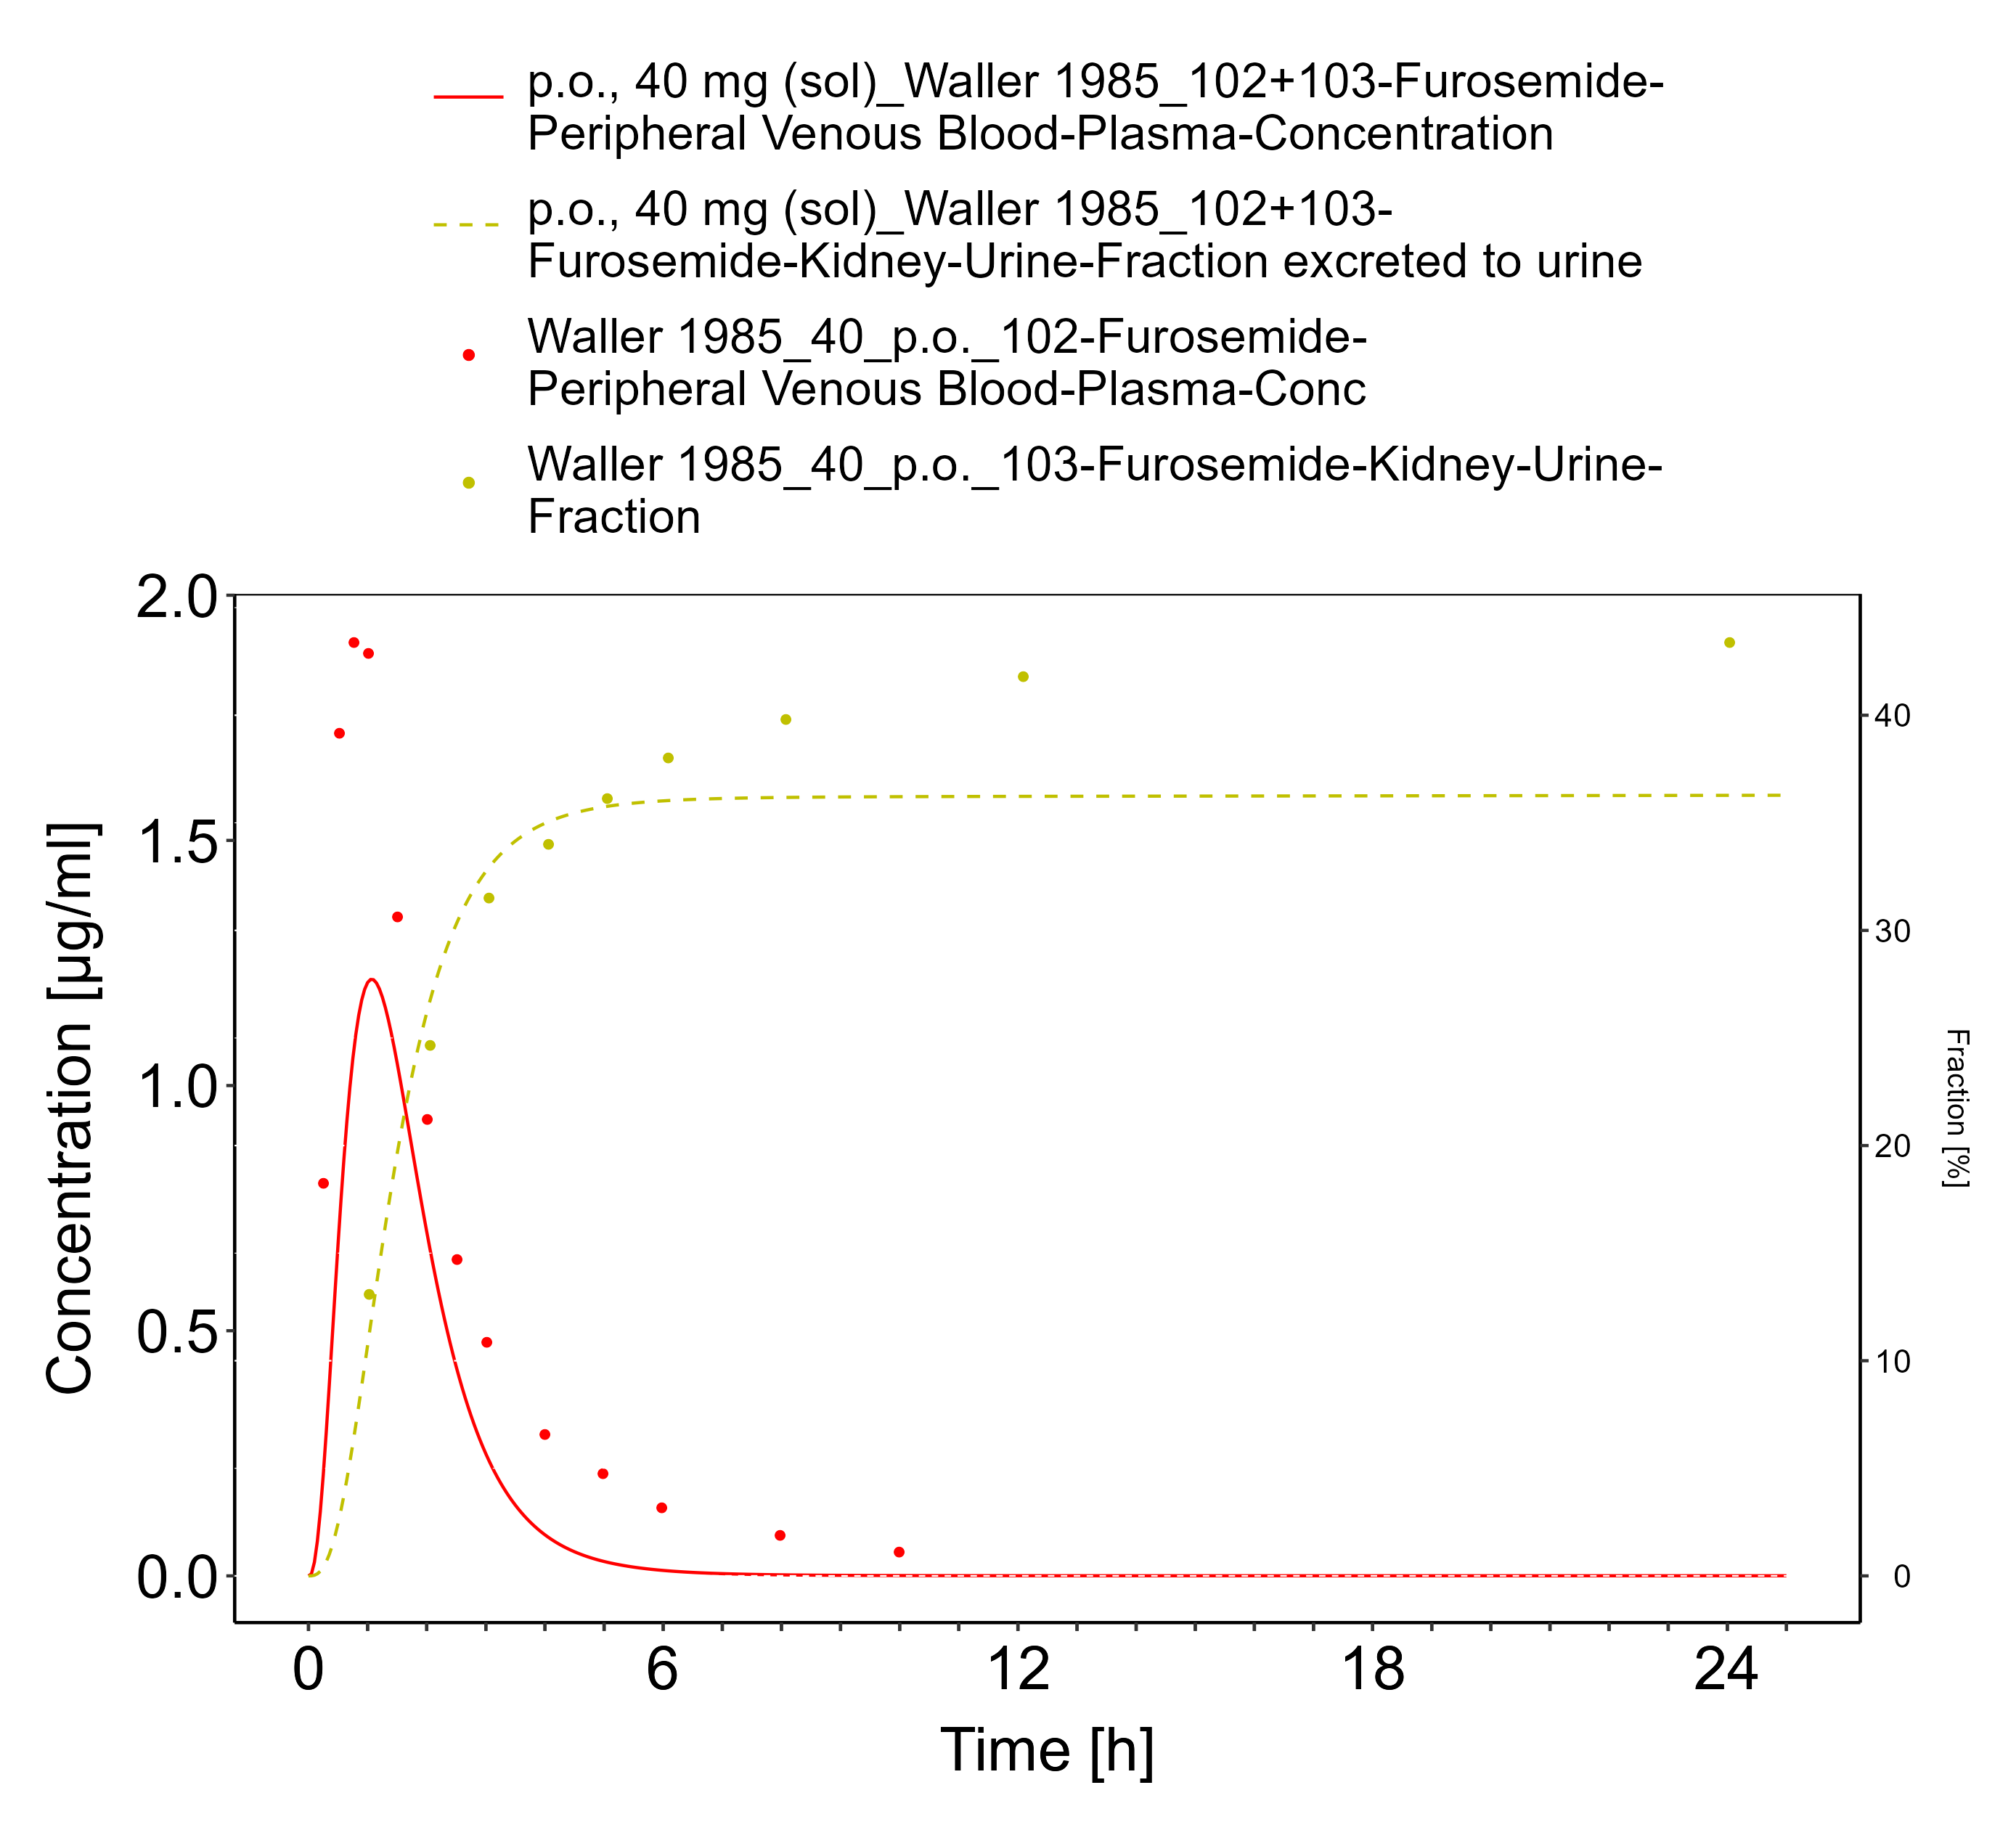 p.o., 40 mg (sol)_Waller 1985_102+103-Furosemide-
Peripheral Venous Blood-Plasma-Concentration
p.o., 40 mg (sol)_Waller 1985_102+103-
Furosemide-Kidney-Urine-Fraction excreted to urine
Waller 1985_40_p.o._102-Furosemide-
Peripheral Venous Blood-Plasma-Conc
Waller 1985_40_p.o._103-Furosemide-Kidney-Urine-
Fraction
2.0
1.5
1.0
0.5
0.0
Concentration [µg/ml]
40
30
20
10
0
Fraction [%]
0 6 12 18 24
Time [h]